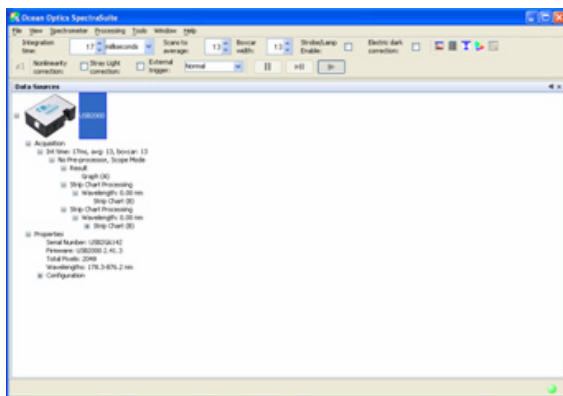 Ocean Optics SpectraSuite
File View Spectrometer Processing Tools Window Help
Integration time: 17 milliseconds Scans to average: 13 Boxcar width: 13 Strobe/Lamp Enable: Electric dark correction:
Nonlinearity correction: Stray Light correction: External trigger: Normal
Data Sources
USB2000
Acquisition
Int time: 17ms, avg: 13, boxcar: 13
No Pre-processor, Scope Mode
Result
Graph (A)
Strip Chart Processing
Wavelength: 0.00 nm
Strip Chart (B)
Strip Chart Processing
Wavelength: 0.00 nm
Strip Chart (B)
Properties
Serial Number:
Firmware: USB2000 2.41.3
Total Pixels: 2048
Wavelengths: 178.3-876.2 nm
Configuration